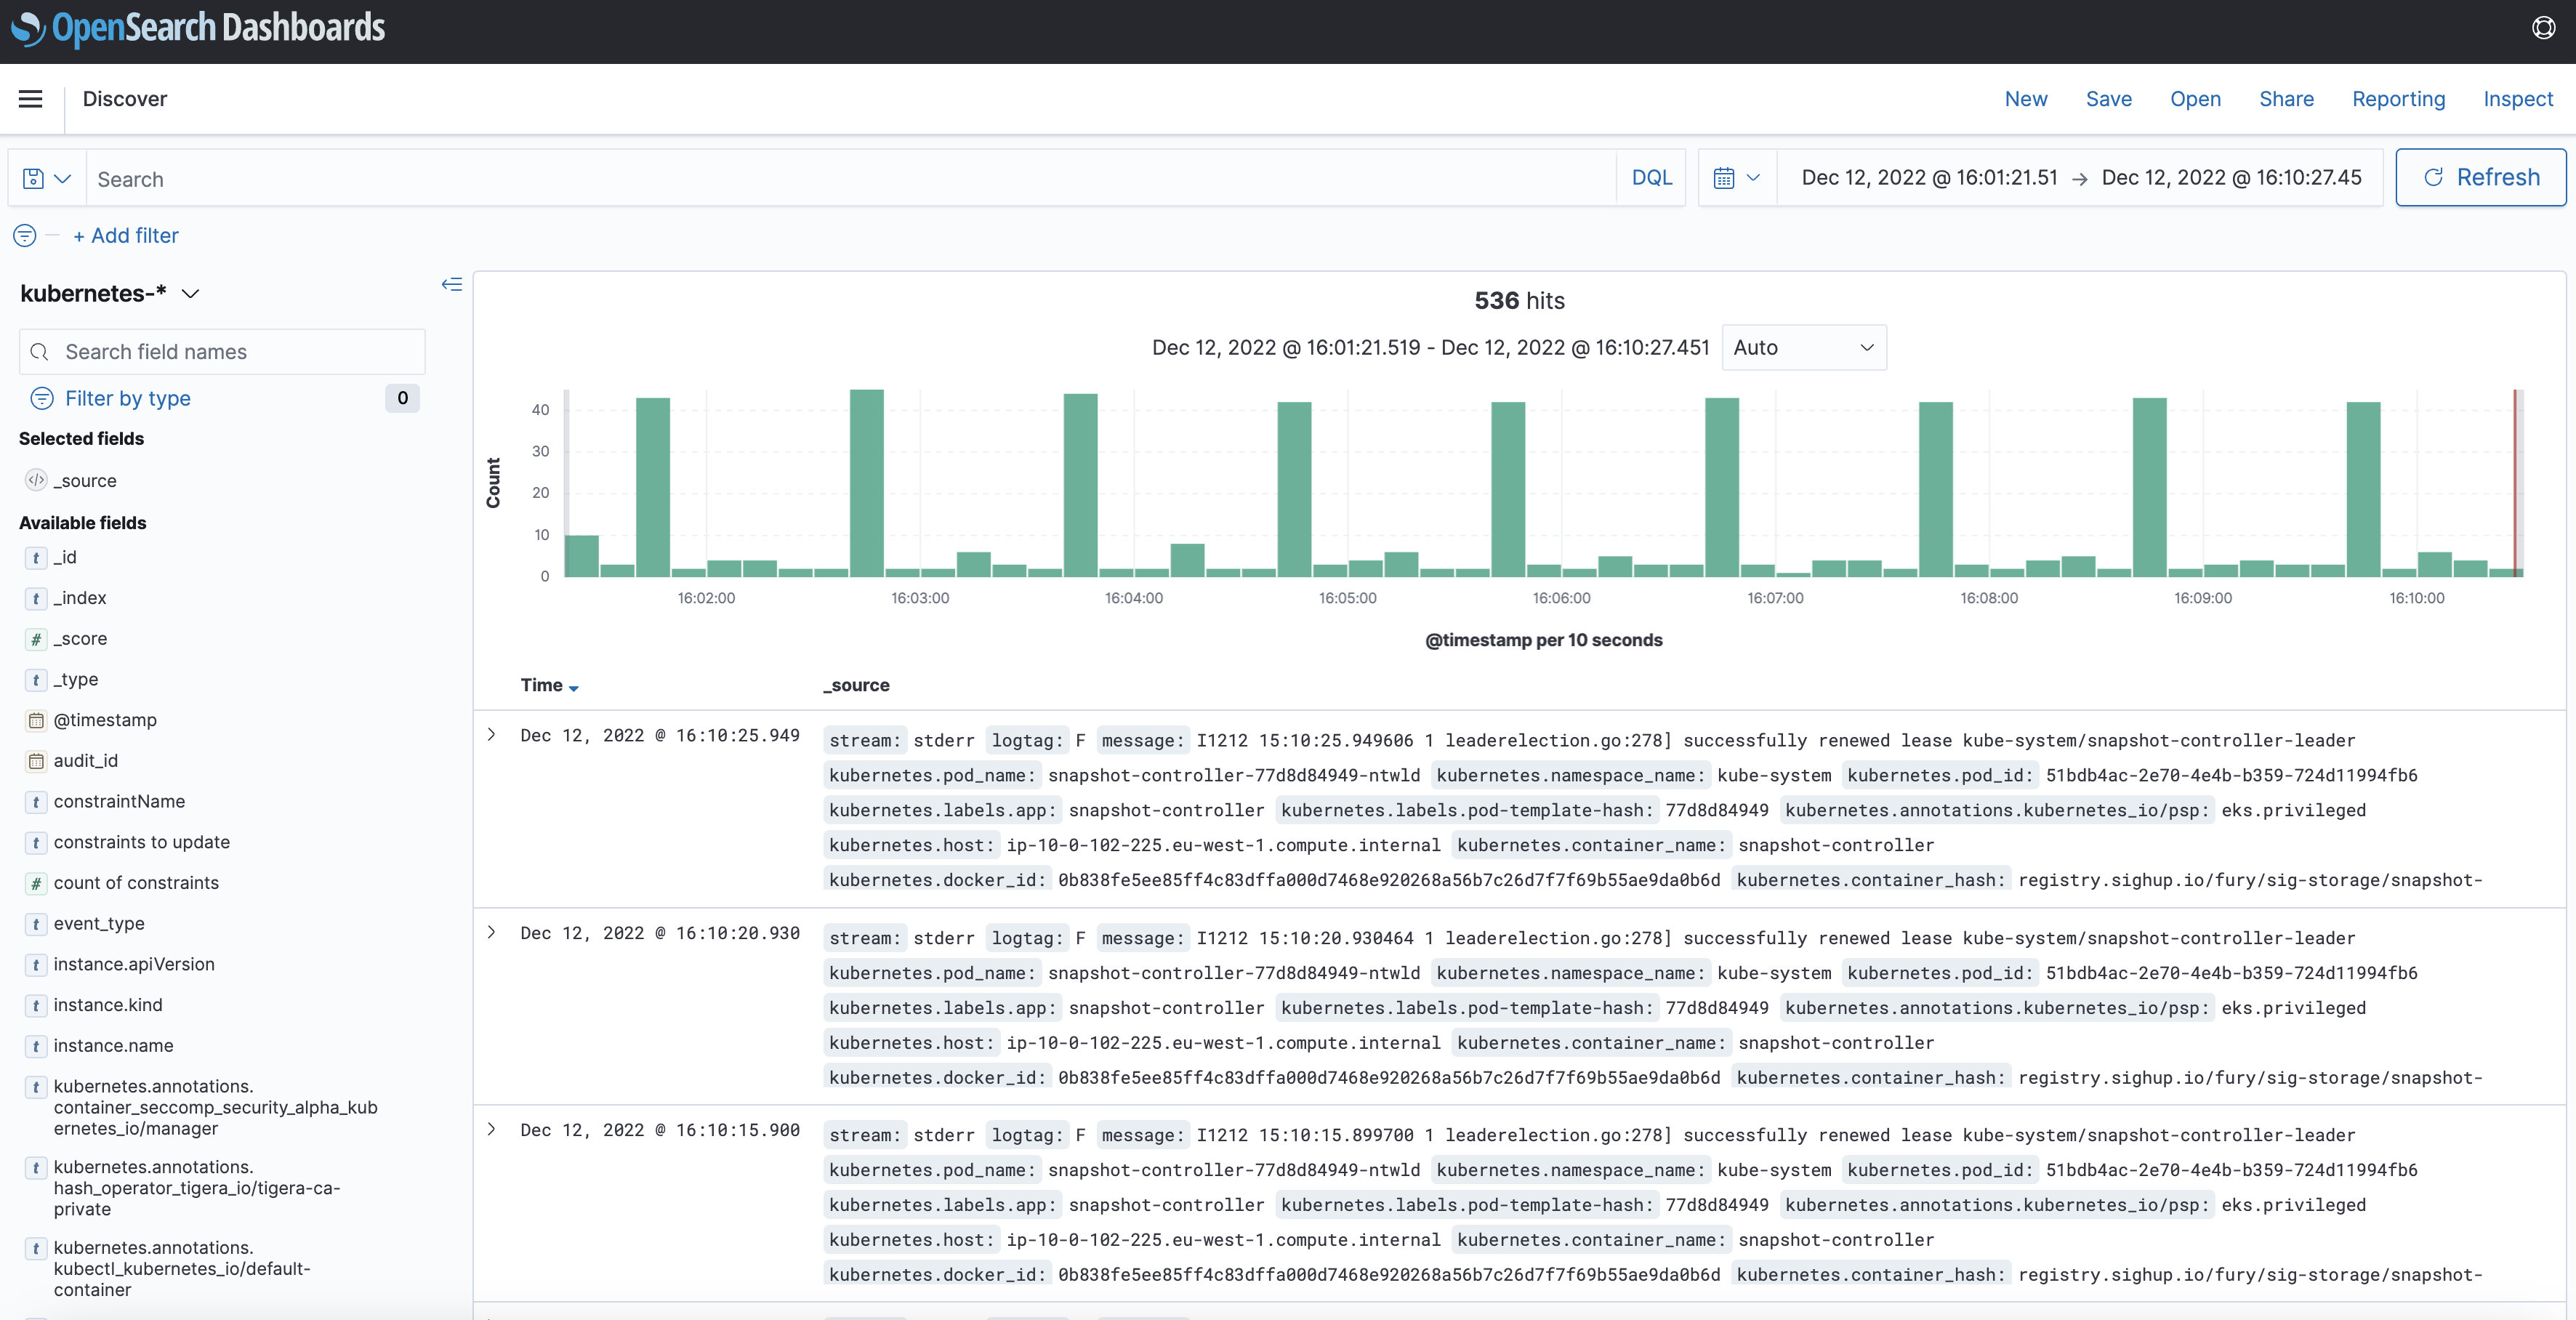 OpenSearch Dashboards
Discover
New Save Open Share Reporting Inspect
Search
DQL
Dec 12, 2022 @ 16:01:21.51 → Dec 12, 2022 @ 16:10:27.45
Refresh
+ Add filter
kubernetes-*
Search field names
Filter by type 0
Selected fields
_source
Available fields
_id
_index
_score
_type
@timestamp
audit_id
constraintName
constraints to update
count of constraints
event_type
instance.apiVersion
instance.kind
instance.name
kubernetes.annotations.
container_seccomp_security_alpha_kub
ernetes_io/manager
kubernetes.annotations.
hash_operator_tigera_io/tigera-ca-
private
kubernetes.annotations.
kubectl_kubernetes_io/default-
container
536 hits
Dec 12, 2022 @ 16:01:21.519 - Dec 12, 2022 @ 16:10:27.451 Auto
Count
40
30
20
10
0
16:02:00 16:03:00 16:04:00 16:05:00 16:06:00 16:07:00 16:08:00 16:09:00 16:10:00
@timestamp per 10 seconds
Time _source
Dec 12, 2022 @ 16:10:25.949 stream: stderr logtag: F message: I1212 15:10:25.949606 1 leaderelection.go:278] successfully renewed lease kube-system/snapshot-controller-leader
kubernetes.pod_name: snapshot-controller-77d8d84949-ntwld kubernetes.namespace_name: kube-system kubernetes.pod_id: 51bdb4ac-2e70-4e4b-b359-724d11994fb6
kubernetes.labels.app: snapshot-controller kubernetes.labels.pod-template-hash: 77d8d84949 kubernetes.annotations.kubernetes_io/psp: eks.privileged
kubernetes.host: ip-10-0-102-225.eu-west-1.compute.internal kubernetes.container_name: snapshot-controller
kubernetes.docker_id: 0b838fe5ee85ff4c83dffa000d7468e920268a56b7c26d7f7f69b55ae9da0b6d kubernetes.container_hash: registry.sighup.io/fury/sig-storage/snapshot-
Dec 12, 2022 @ 16:10:20.930 stream: stderr logtag: F message: I1212 15:10:20.930464 1 leaderelection.go:278] successfully renewed lease kube-system/snapshot-controller-leader
kubernetes.pod_name: snapshot-controller-77d8d84949-ntwld kubernetes.namespace_name: kube-system kubernetes.pod_id: 51bdb4ac-2e70-4e4b-b359-724d11994fb6
kubernetes.labels.app: snapshot-controller kubernetes.labels.pod-template-hash: 77d8d84949 kubernetes.annotations.kubernetes_io/psp: eks.privileged
kubernetes.host: ip-10-0-102-225.eu-west-1.compute.internal kubernetes.container_name: snapshot-controller
kubernetes.docker_id: 0b838fe5ee85ff4c83dffa000d7468e920268a56b7c26d7f7f69b55ae9da0b6d kubernetes.container_hash: registry.sighup.io/fury/sig-storage/snapshot-
Dec 12, 2022 @ 16:10:15.900 stream: stderr logtag: F message: I1212 15:10:15.899700 1 leaderelection.go:278] successfully renewed lease kube-system/snapshot-controller-leader
kubernetes.pod_name: snapshot-controller-77d8d84949-ntwld kubernetes.namespace_name: kube-system kubernetes.pod_id: 51bdb4ac-2e70-4e4b-b359-724d11994fb6
kubernetes.labels.app: snapshot-controller kubernetes.labels.pod-template-hash: 77d8d84949 kubernetes.annotations.kubernetes_io/psp: eks.privileged
kubernetes.host: ip-10-0-102-225.eu-west-1.compute.internal kubernetes.container_name: snapshot-controller
kubernetes.docker_id: 0b838fe5ee85ff4c83dffa000d7468e920268a56b7c26d7f7f69b55ae9da0b6d kubernetes.container_hash: registry.sighup.io/fury/sig-storage/snapshot-